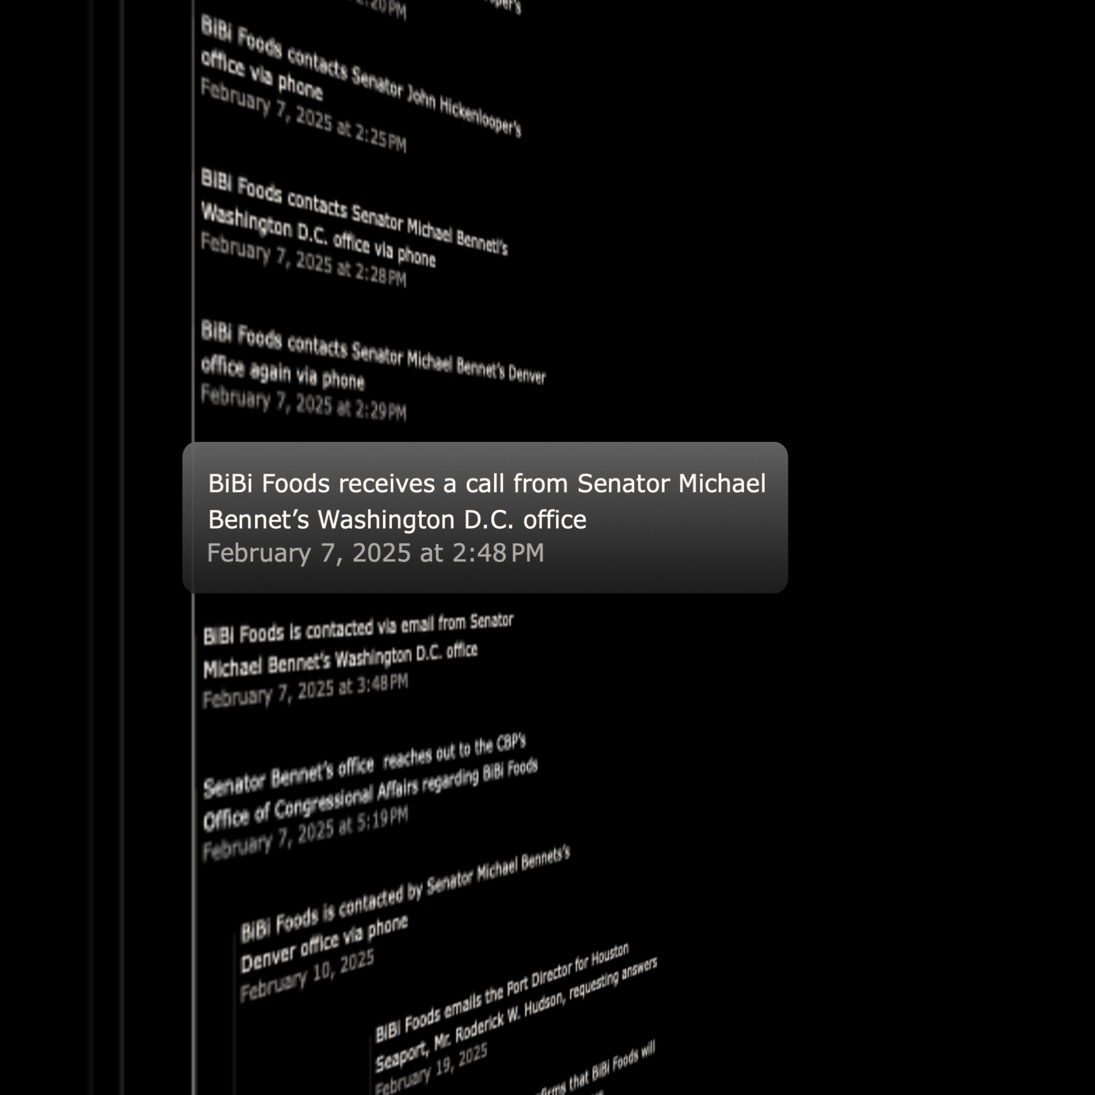 2:20 PM
BiBi Foods contacts Senator John Hickenlooper's
office via phone
February 7, 2025 at 2:25 PM
BiBi Foods contacts Senator Michael Bennett's
Washington D.C. office via phone
February 7, 2025 at 2:28 PM
BiBi Foods contacts Senator Michael Bennet's Denver
office again via phone
February 7, 2025 at 2:29 PM
BiBi Foods receives a call from Senator Michael
Bennet’s Washington D.C. office
February 7, 2025 at 2:48 PM
BiBi Foods is contacted via email from Senator
Michael Bennet's Washington D.C. office
February 7, 2025 at 3:48 PM
Senator Bennet's office reaches out to the CBP's
Office of Congressional Affairs regarding BiBi Foods
February 7, 2025 at 5:19 PM
BiBi Foods is contacted by Senator Michael Bennets's
Denver office via phone
February 10, 2025
BiBi Foods emails the Port Director for Houston
Seaport, Mr. Roderick W. Hudson, requesting answers
February 19, 2025
that BiBi Foods will